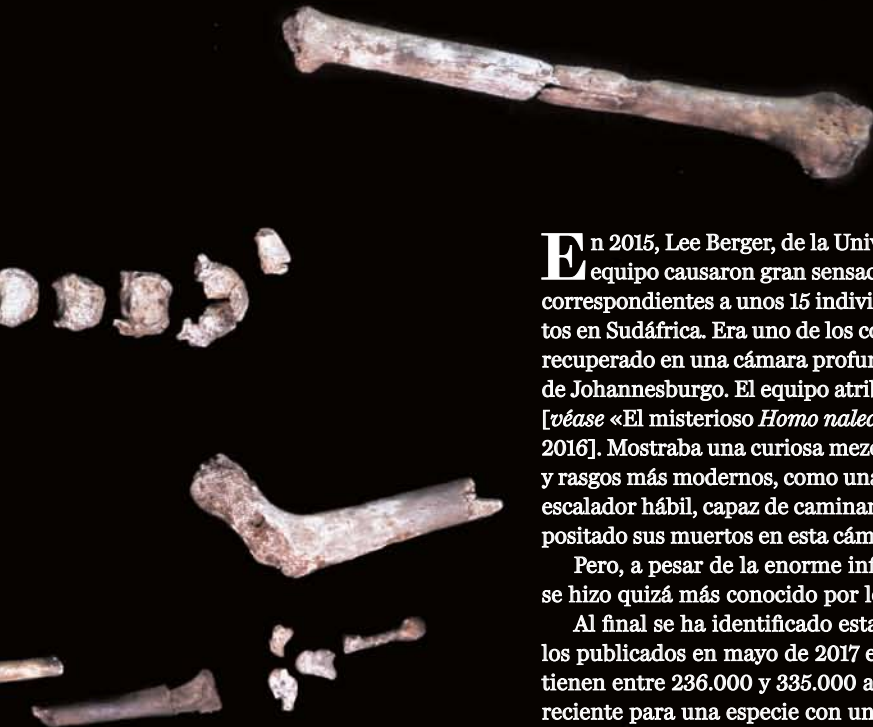 En 2015, Lee Berger, de la Univ
equipo causaron gran sensac
correspondientes a unos 15 indivi
tos en Sudáfrica. Era uno de los co
recuperado en una cámara profun
de Johannesburgo. El equipo atrib
[véase «El misterioso Homo naled
2016]. Mostraba una curiosa mezc
y rasgos más modernos, como una
escalador hábil, capaz de caminar
positado sus muertos en esta cám
Pero, a pesar de la enorme inf
se hizo quizá más conocido por lo
Al final se ha identificado esta
los publicados en mayo de 2017 e
tienen entre 236.000 y 335.000 a
reciente para una especie con un